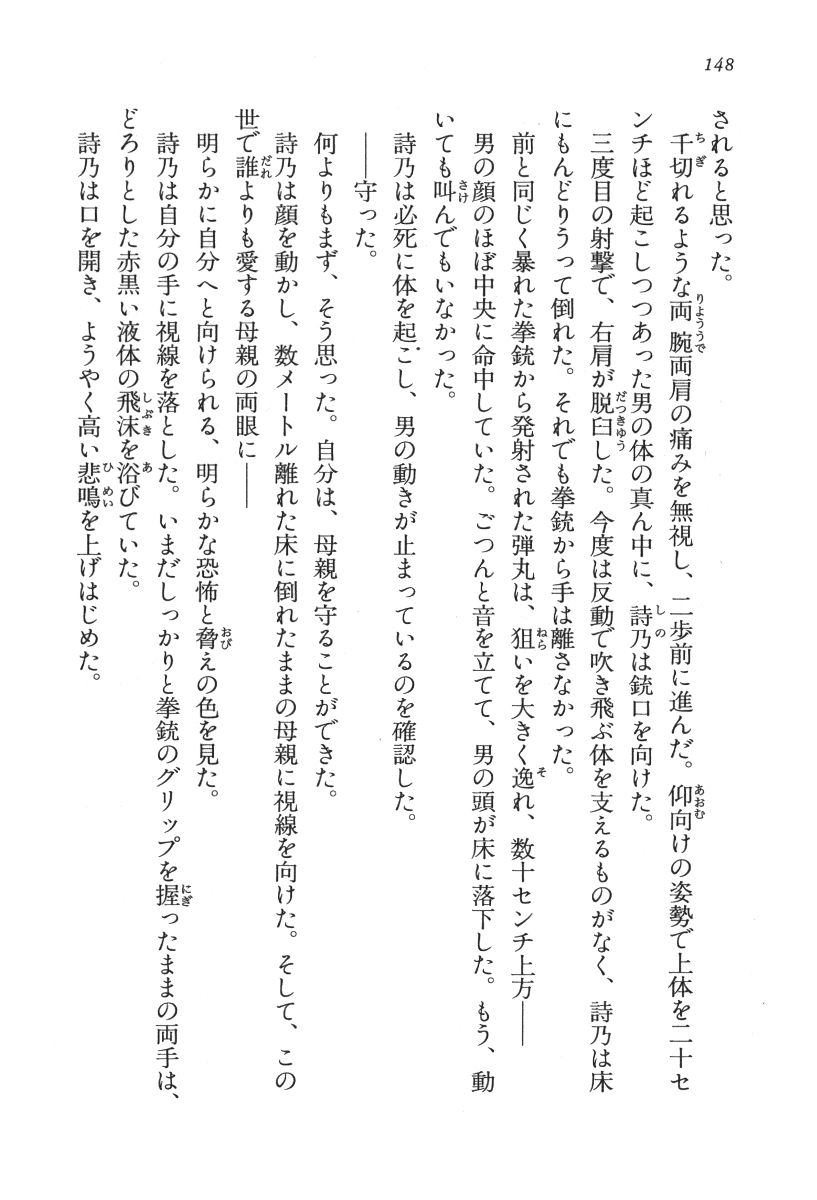 148
されると思った。
千切れるような両腕両肩の痛みを無視し、二歩前に進んだ。仰向けの姿勢で上体を二十セ
ンチほど起こしつつあった男の体の真ん中に、詩乃は銃口を向けた。
三度目の射撃で、右肩が脱臼した。今度は反動で吹き飛ぶ体を支えるものがなく、詩乃は床
にもんどりうって倒れた。それでも拳銃から手は離さなかった。
前と同じく暴れた拳銃から発射された弾丸は、狙いを大きく逸れ、数十センチ上方――
男の顔のほぼ中央に命中していた。ごつんと音を立てて、男の頭が床に落下した。もう、動
いても叫んでもいなかった。
詩乃は必死に体を起こし、男の動きが止まっているのを確認した。
――守った。
何よりもまず、そう思った。自分は、母親を守ることができた。
詩乃は顔を動かし、数メートル離れた床に倒れたままの母親に視線を向けた。そして、この
世で誰よりも愛する母親の両眼に――
明らかに自分へと向けられる、明らかな恐怖と脅えの色を見た。
詩乃は自分の手に視線を落とした。いまだしっかりと拳銃のグリップを握ったままの両手は、
どろりとした赤黒い液体の飛沫を浴びていた。
詩乃は口を開き、ようやく高い悲鳴を上げはじめた。